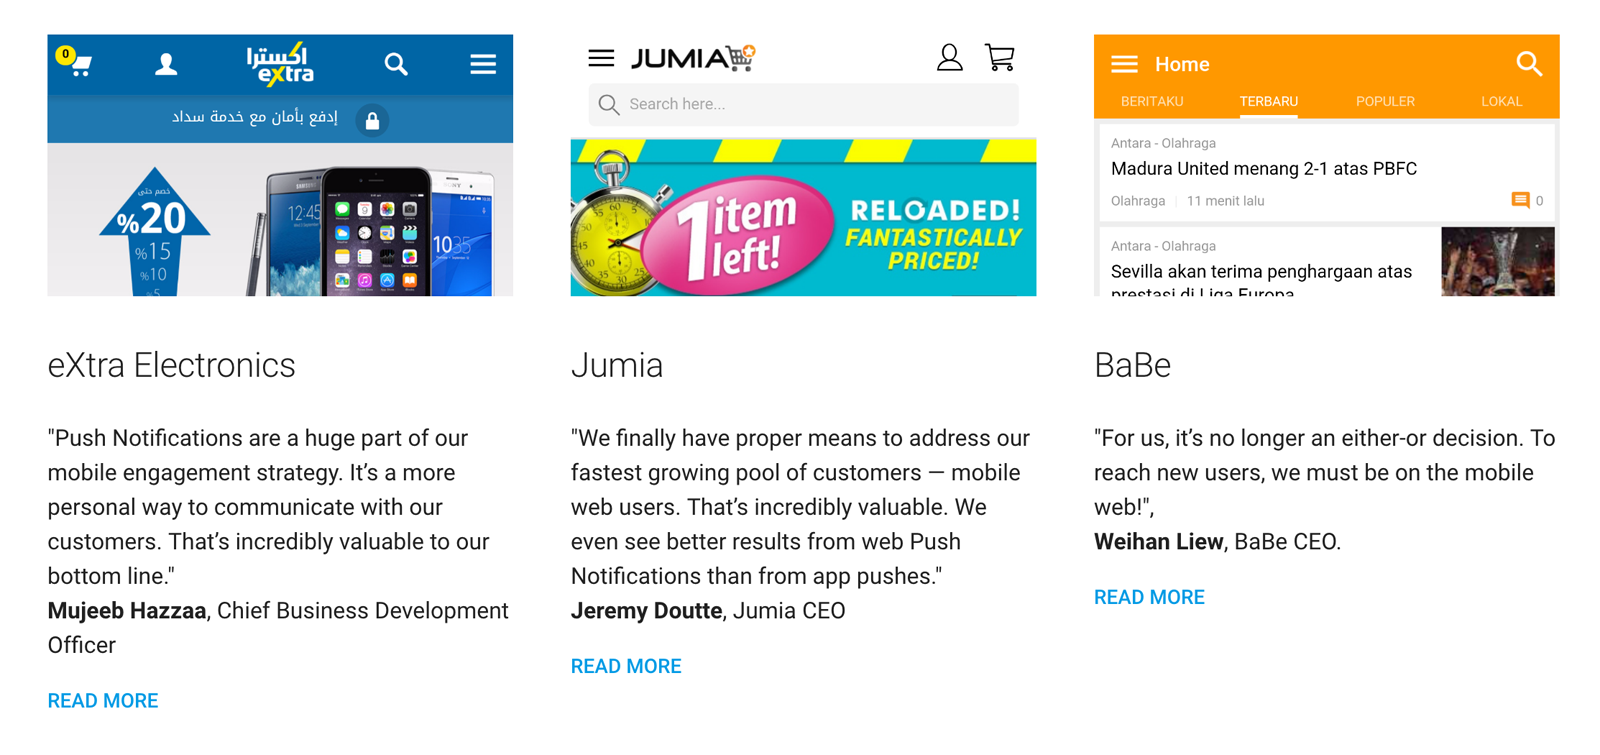 0
اكسترا
eXtra
إدفع بأمان مع خدمة سداد
خصم حتى
%20
%15
%10
%5
12:45
10:35
JUMIA
Search here...
60
1 item
left!
RELOADED!
FANTASTICALLY
PRICED!
Home
BERITAKU TERBARU POPULER LOKAL
Antara - Olahraga
Madura United menang 2-1 atas PBFC
Olahraga 11 menit lalu 0
Antara - Olahraga
Sevilla akan terima penghargaan atas
prestasi di Liga Europa
eXtra Electronics
"Push Notifications are a huge part of our
mobile engagement strategy. It’s a more
personal way to communicate with our
customers. That’s incredibly valuable to our
bottom line."
Mujeeb Hazzaa, Chief Business Development
Officer
READ MORE
Jumia
"We finally have proper means to address our
fastest growing pool of customers — mobile
web users. That’s incredibly valuable. We
even see better results from web Push
Notifications than from app pushes."
Jeremy Doutte, Jumia CEO
READ MORE
BaBe
"For us, it’s no longer an either-or decision. To
reach new users, we must be on the mobile
web!",
Weihan Liew, BaBe CEO.
READ MORE